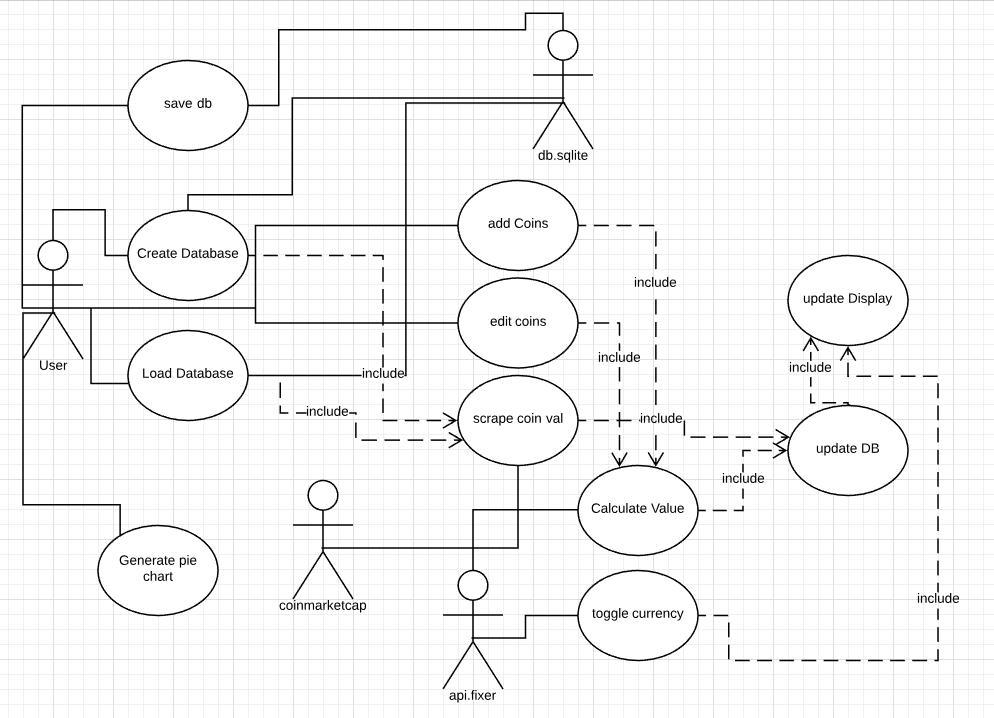 save db
db.sqlite
add Coins
Create Database
include
update Display
edit coins
include
User
Load Database
include
include
include
scrape coin val
include
update DB
include
Calculate Value
Generate pie
chart
coinmarketcap
include
toggle currency
api.fixer